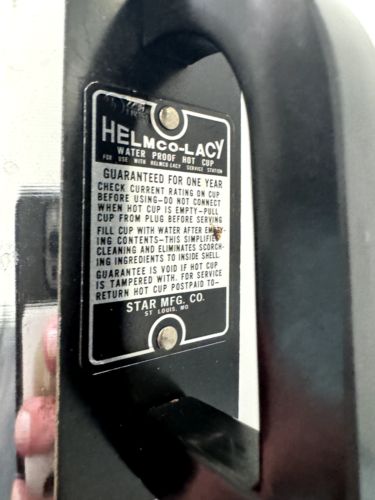 HELMCO-LACY
WATER PROOF HOT CUP
FOR USE WITH HELMCO-LACY SERVICE STATION
GUARANTEED FOR ONE YEAR
CHECK CURRENT RATING ON CUP
BEFORE USING-DO NOT CONNECT
WHEN HOT CUP IS EMPTY-PULL
CUP FROM PLUG BEFORE SERVING
FILL CUP WITH WATER AFTER EMPTY-
ING CONTENTS-THIS SIMPLIFIES
CLEANING AND ELIMINATES SCORCH-
ING INGREDIENTS TO INSIDE SHELL.
GUARANTEE IS VOID IF HOT CUP
IS TAMPERED WITH. FOR SERVICE
RETURN HOT CUP POSTPAID TO-
STAR MFG. CO.
ST LOUIS, MO